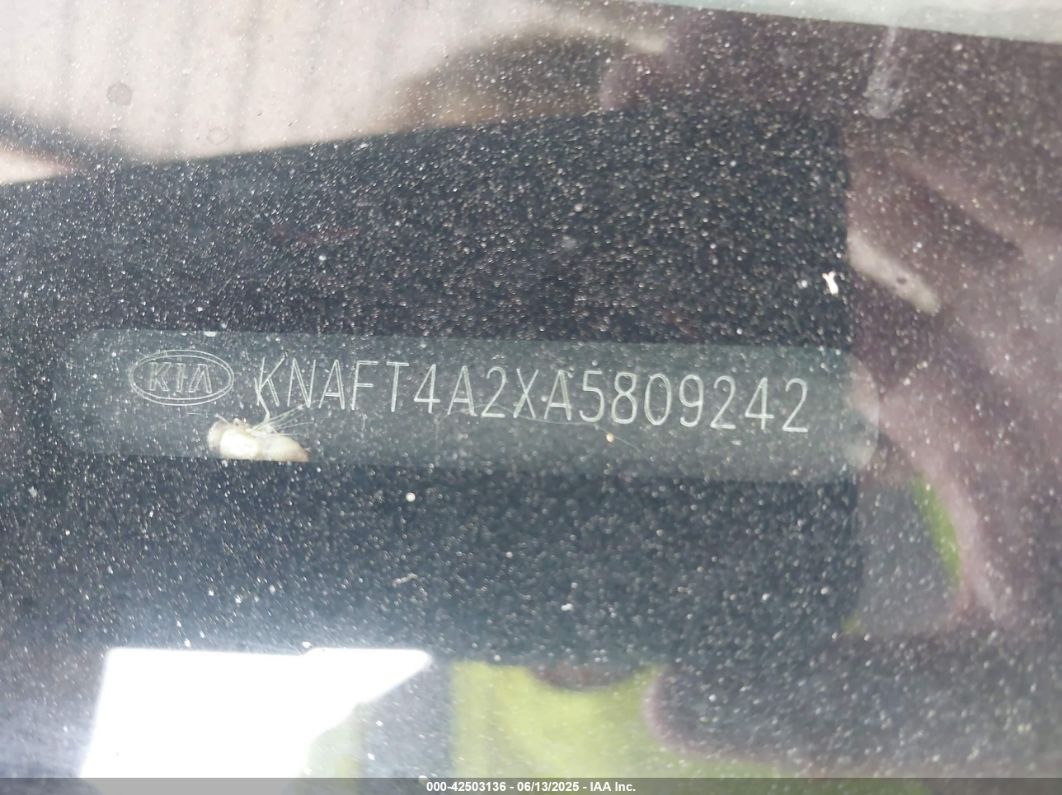 KIA KNAFT4A2XA5809242
000-42503136 - 06/13/2025 - IAA Inc.